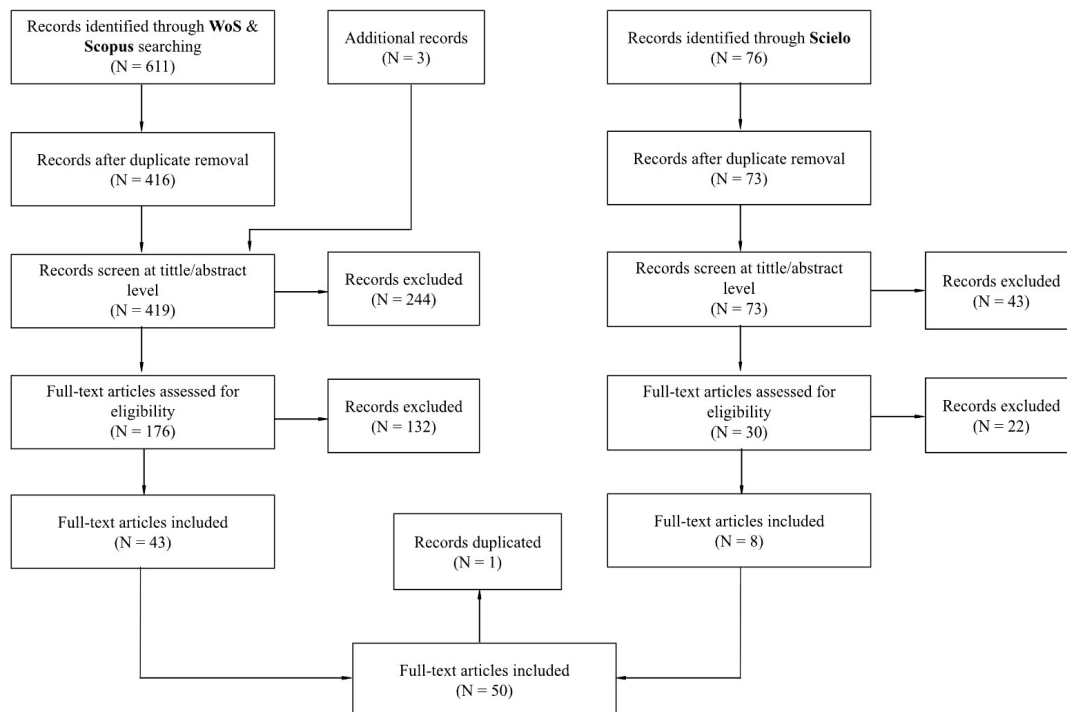 Records identified through WoS &
Scopus searching
(N = 611)
Additional records
(N = 3)
Records identified through Scielo
(N = 76)
Records after duplicate removal
(N = 416)
Records after duplicate removal
(N = 73)
Records screen at tittle/abstract
level
(N = 419)
Records excluded
(N = 244)
Records screen at tittle/abstract
level
(N = 73)
Records excluded
(N = 43)
Full-text articles assessed for
eligibility
(N = 176)
Records excluded
(N = 132)
Full-text articles assessed for
eligibility
(N = 30)
Records excluded
(N = 22)
Full-text articles included
(N = 43)
Records duplicated
(N = 1)
Full-text articles included
(N = 8)
Full-text articles included
(N = 50)